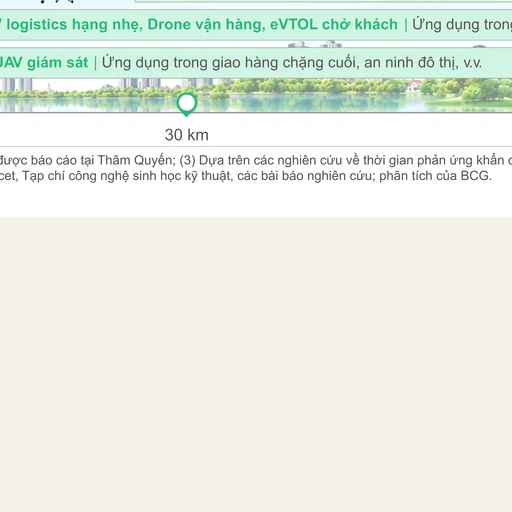 logistics hạng nhẹ, Drone vận hàng, eVTOL chở khách | Ứng dụng trong
UAV giám sát | Ứng dụng trong giao hàng chặng cuối, an ninh đô thị, v.v.
30 km
được báo cáo tại Thâm Quyến; (3) Dựa trên các nghiên cứu về thời gian phản ứng khẩn
cet, Tạp chí công nghệ sinh học kỹ thuật, các bài báo nghiên cứu; phân tích của BCG.